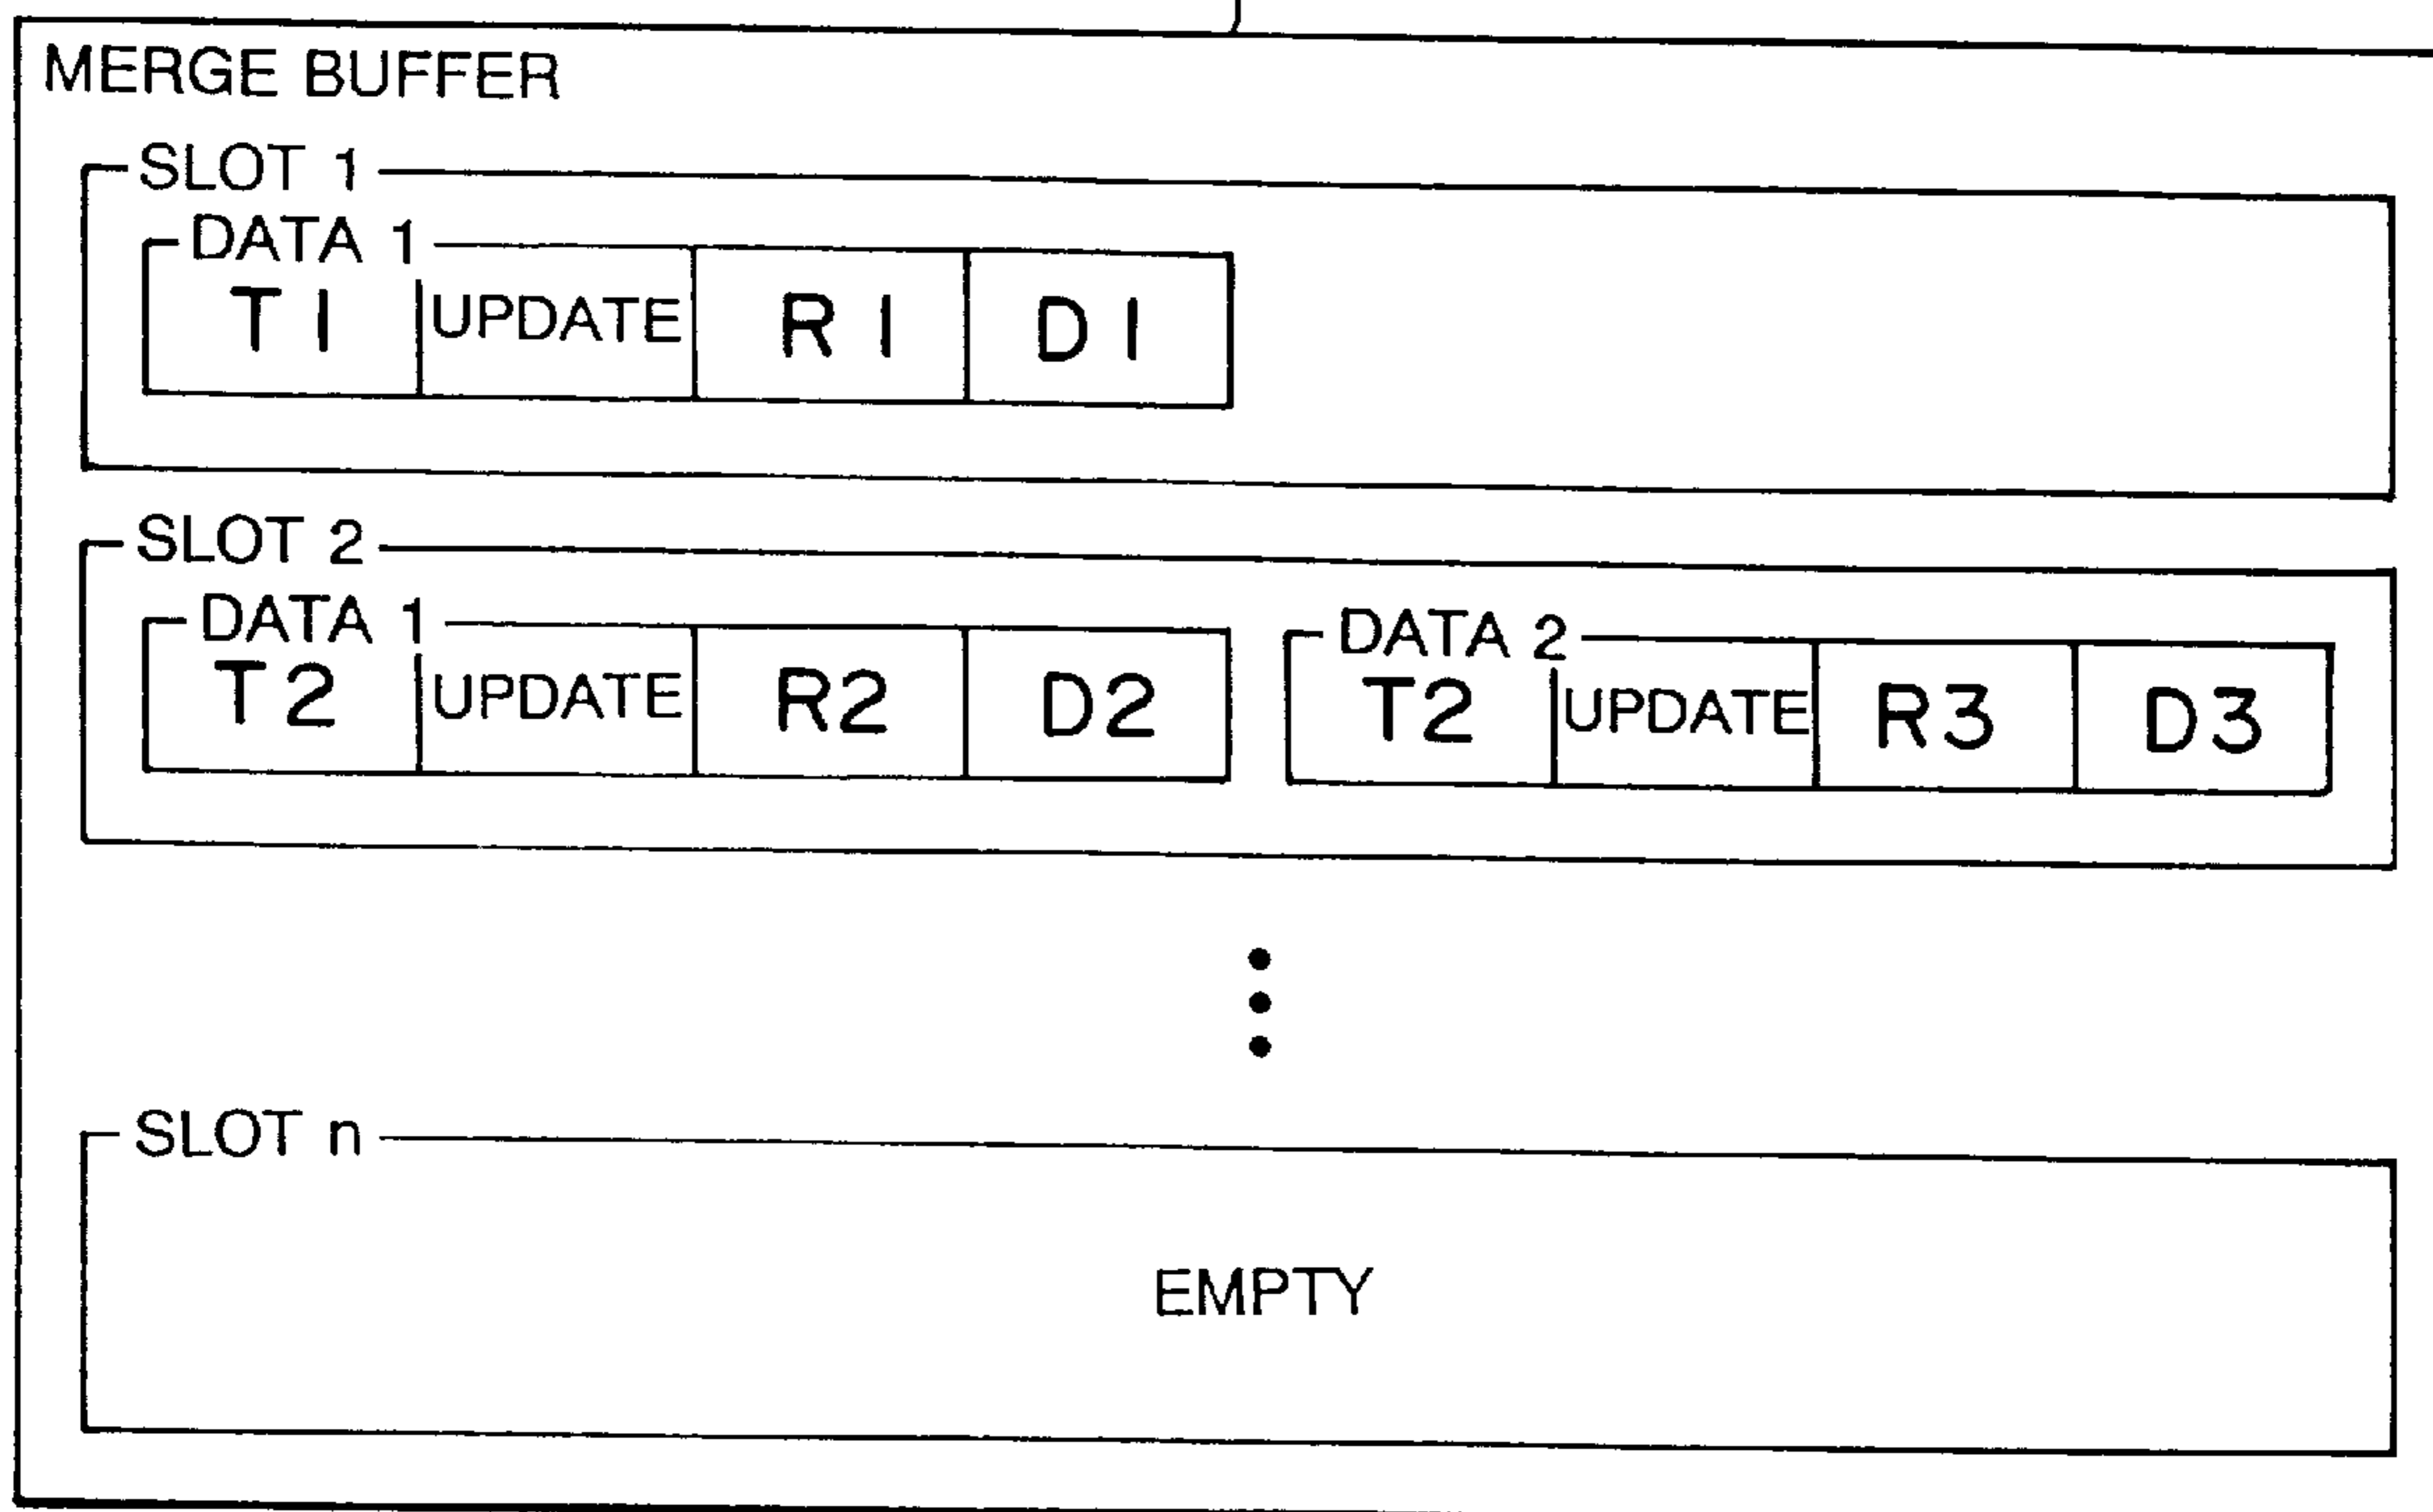 MERGE BUFFER
SLOT 1
DATA 1
T1 UPDATE R1 D1
SLOT 2
DATA 1 DATA 2
T2 UPDATE R2 D2 T2 UPDATE R3 D3
SLOT n
EMPTY